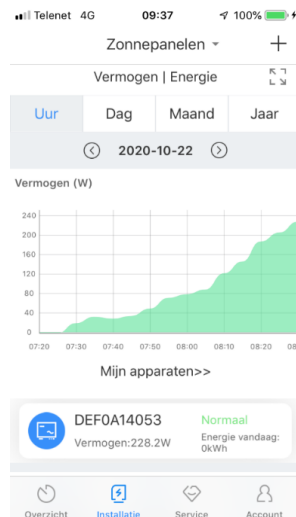 Telenet 4G 09:37 100%
Zonnepanelen
Vermogen | Energie
Uur Dag Maand Jaar
2020-10-22
Vermogen (W)
240
200
160
120
80
40
0
07:20 07:30 07:40 07:50 08:00 08:10 08:20 08
Mijn apparaten>>
DEF0A14053 Normaal
Vermogen:228.2W Energie vandaag:
0kWh
Overzicht Installatie Service Account